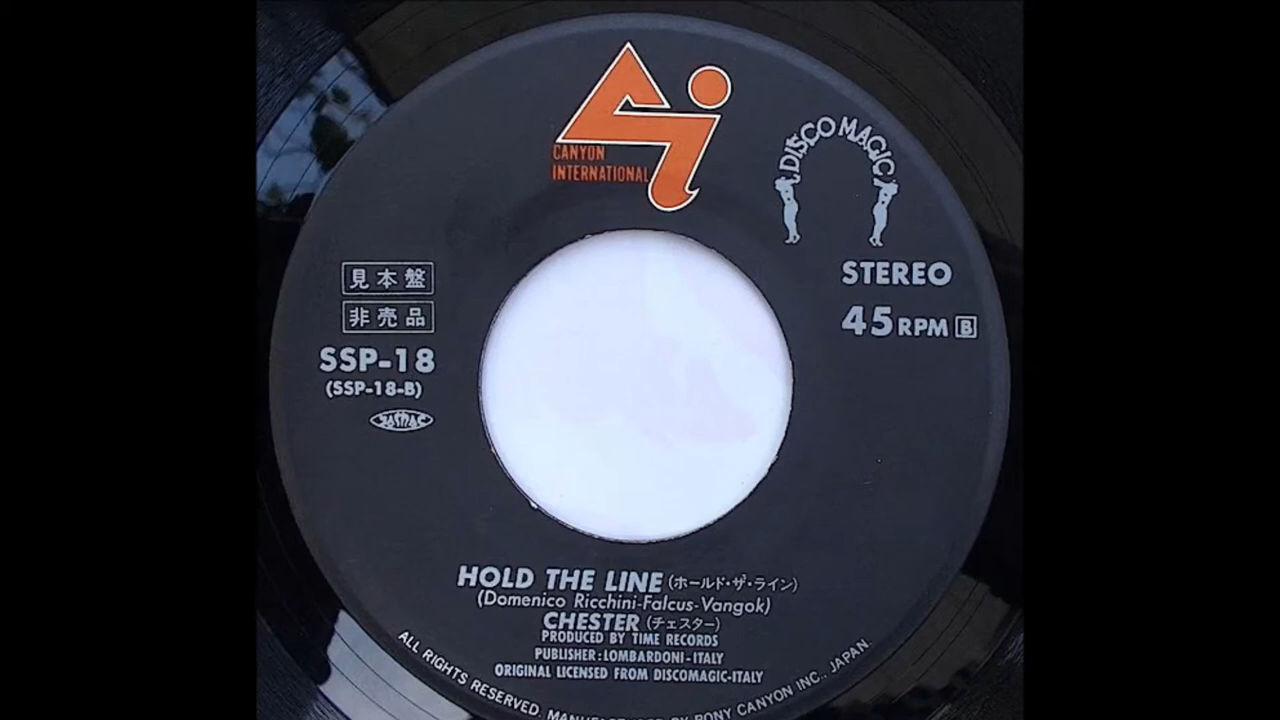 CANYON
INTERNATIONAL
DISCO MAGIC
STEREO
45 RPM B
見本盤
非売品
SSP-18
(SSP-18-B)
HOLD THE LINE (ホールド・ザ・ライン)
(Domenico Ricchini-Falcus-Vangok)
CHESTER (チェスター)
PRODUCED BY TIME RECORDS
PUBLISHER:LOMBARDONI-ITALY
ORIGINAL LICENSED FROM DISCOMAGIC-ITALY
ALL RIGHTS RESERVED. BY PONY CANYON INC., JAPAN.